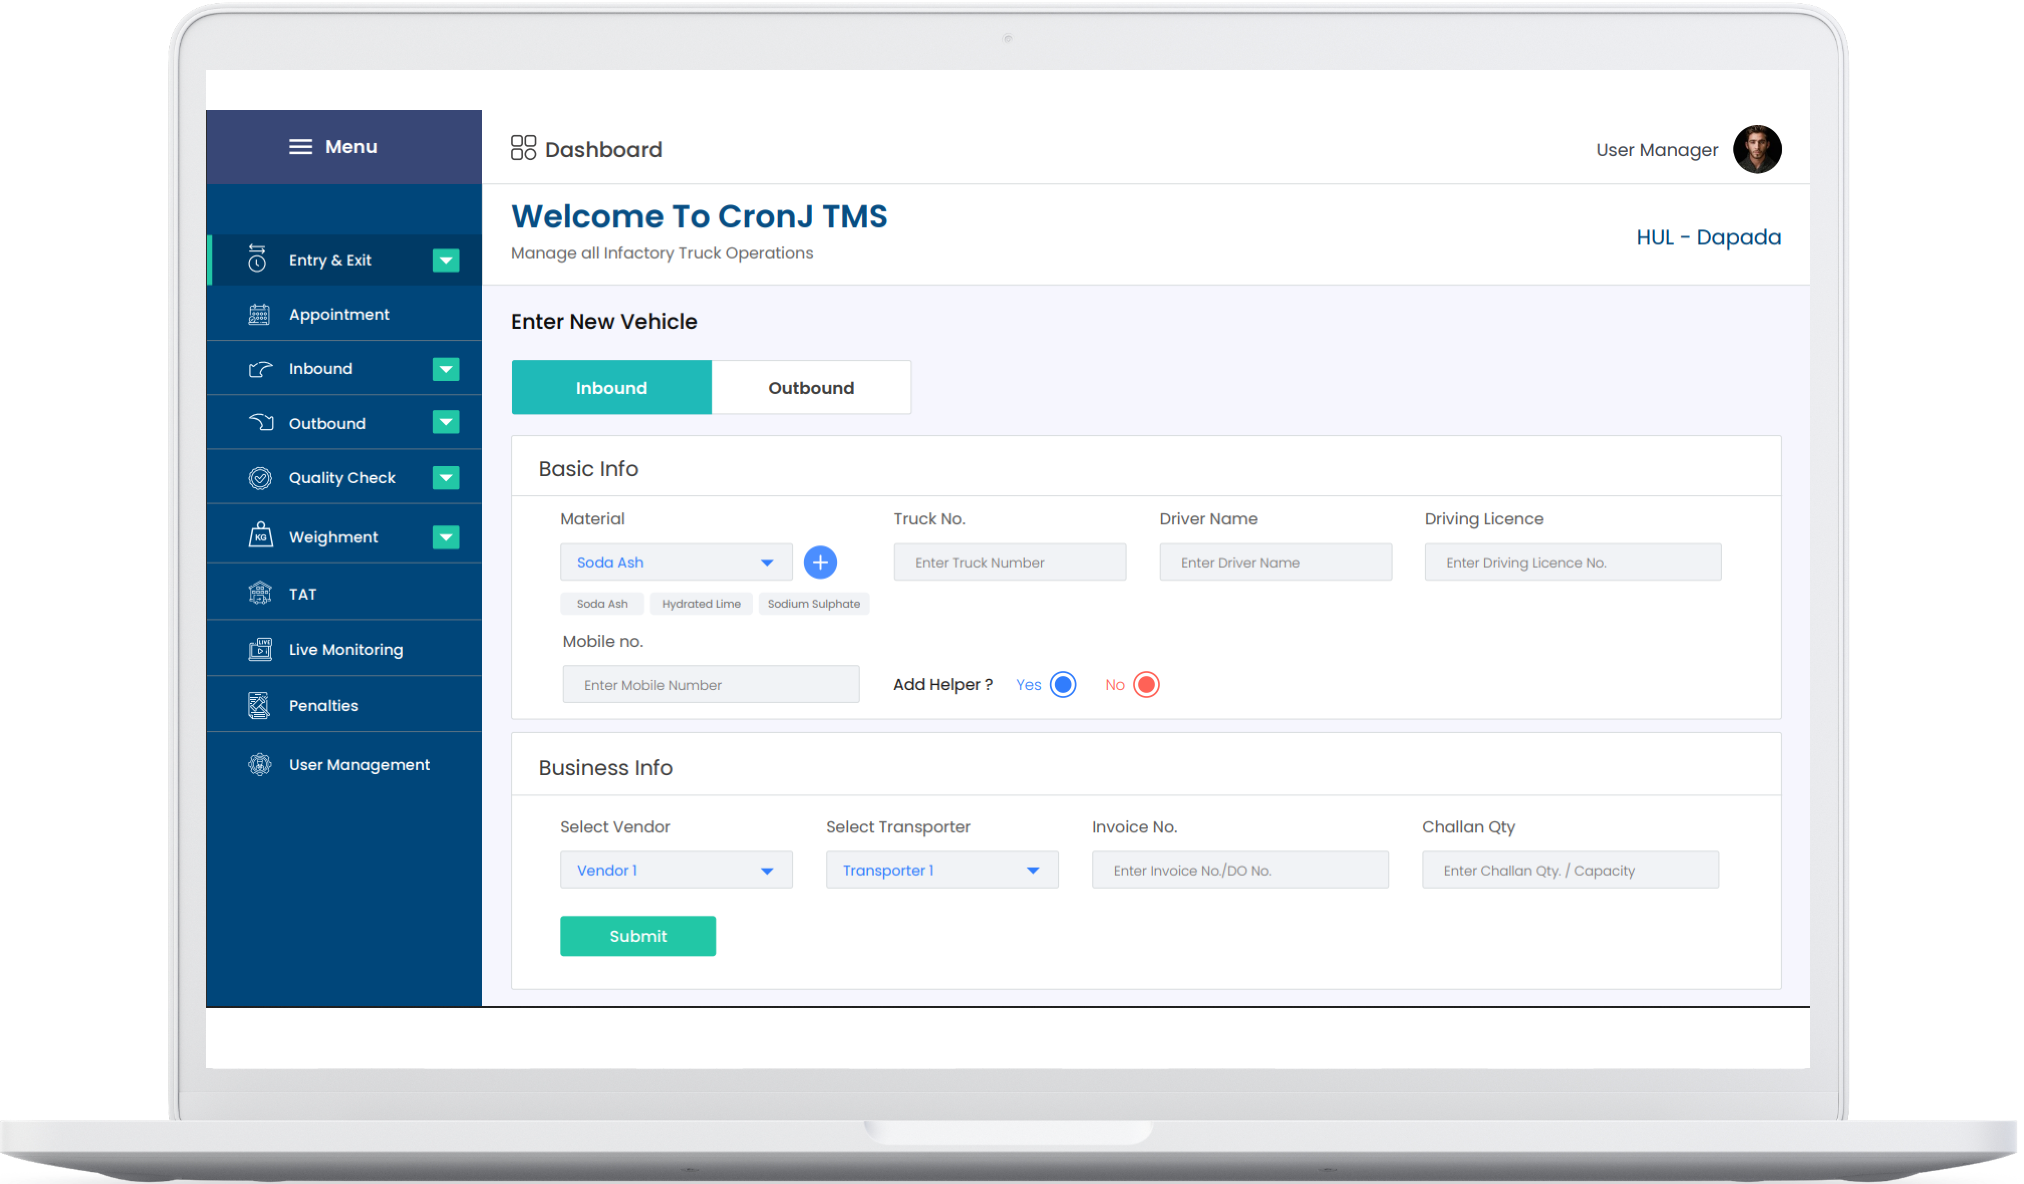 Menu
Dashboard
User Manager
Welcome To CronJ TMS
Manage all Infactory Truck Operations
HUL - Dapada
Entry & Exit
Appointment
Inbound
Outbound
Quality Check
KG
Weighment
TAT
LIVE
Live Monitoring
Penalties
User Management
Enter New Vehicle
Inbound Outbound
Basic Info
Material Truck No. Driver Name Driving Licence
Soda Ash Enter Truck Number Enter Driver Name Enter Driving Licence No.
Soda Ash Hydrated Lime Sodium Sulphate
Mobile no.
Enter Mobile Number Add Helper ? Yes No
Business Info
Select Vendor Select Transporter Invoice No. Challan Qty
Vendor 1 Transporter 1 Enter Invoice No./DO No. Enter Challan Qty. / Capacity
Submit